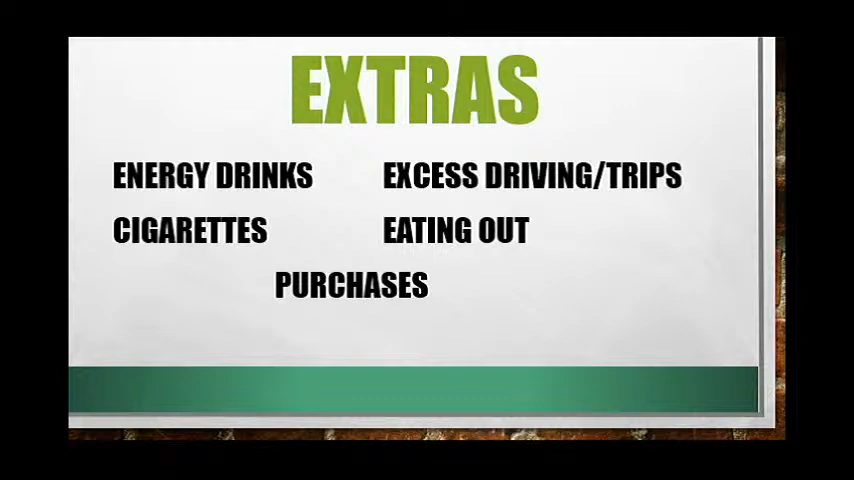 EXTRAS
ENERGY DRINKS EXCESS DRIVING/TRIPS
CIGARETTES EATING OUT
PURCHASES